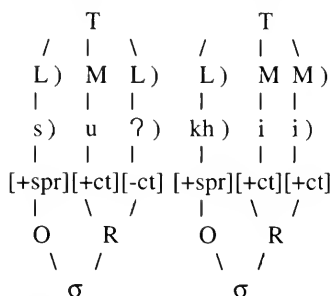 T T
/ | \ / | \
L ) M L ) L ) M M )
| | | | | |
s ) u ? ) kh ) i i )
[+spr][+ct][-ct] [+spr][+ct][+ct]
| \ / | \ /
O R O R
\ / \ /
σ σ